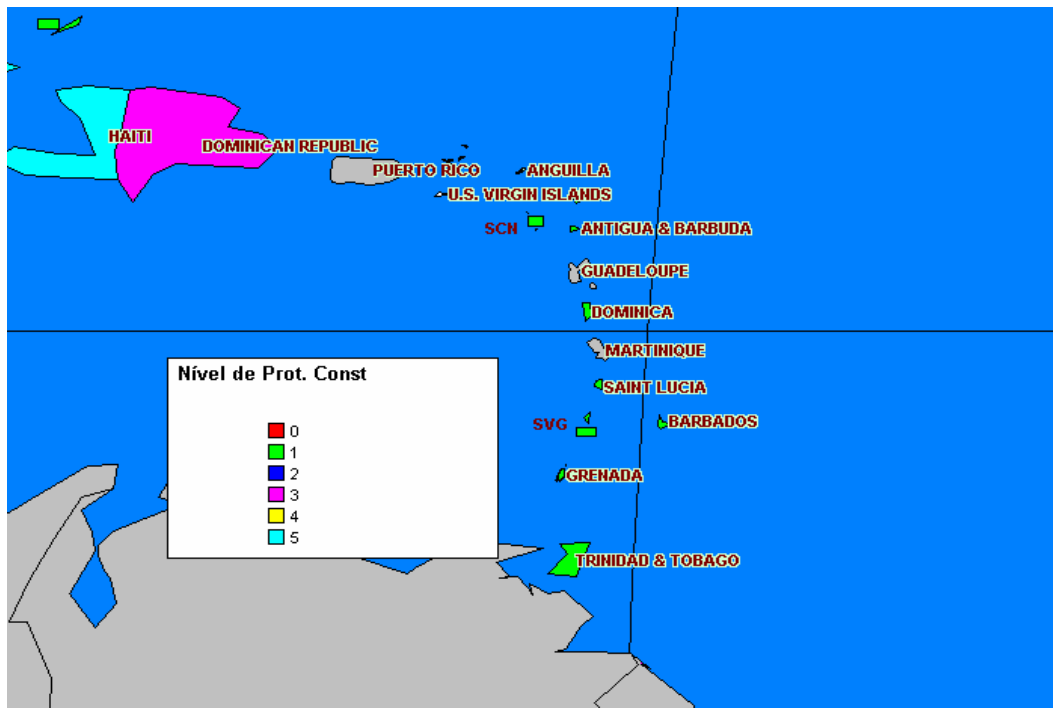 HAITI
DOMINICAN REPUBLIC
PUERTO RICO
ANGUILLA
U.S. VIRGIN ISLANDS
SCN
ANTIGUA & BARBUDA
GUADELOUPE
DOMINICA
MARTINIQUE
Nível de Prot. Const
SAINT LUCIA
SVG
BARBADOS
0
1
2
GRENADA
3
4
5
TRINIDAD & TOBAGO